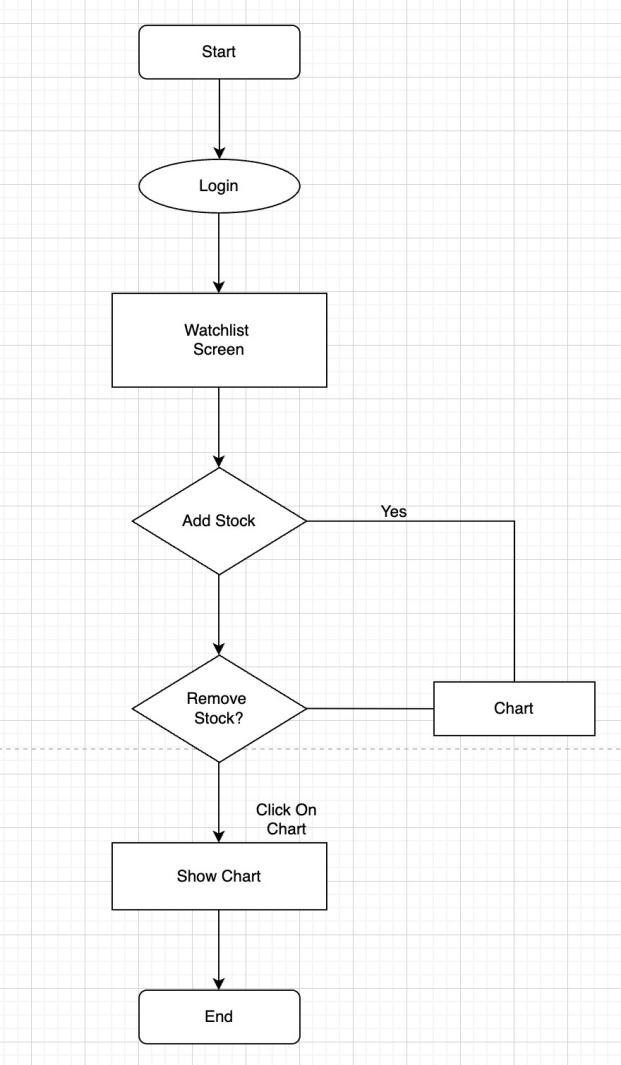 Start
Login
Watchlist
Screen
Add Stock
Yes
Remove
Stock?
Chart
Click On
Chart
Show Chart
End